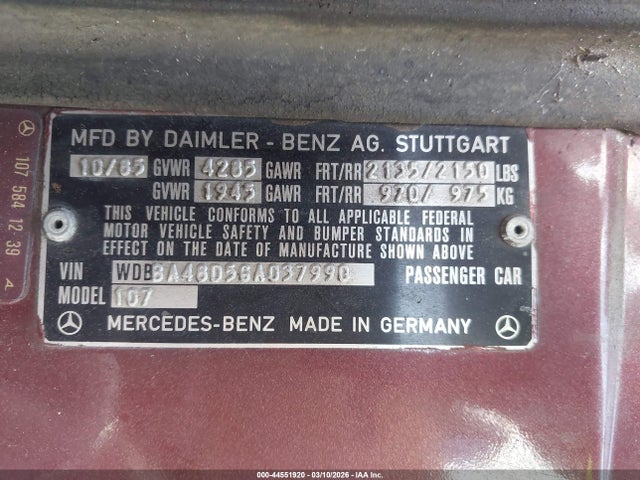 MFD BY DAIMLER - BENZ AG. STUTTGART
10/85 GVWR 4285 GAWR FRT/RR 2135/2150 LBS
GVWR 1945 GAWR FRT/RR 970/ 975 KG
THIS VEHICLE CONFORMS TO ALL APPLICABLE FEDERAL
MOTOR VEHICLE SAFETY AND BUMPER STANDARDS IN
EFFECT ON THE DATE OF MANUFACTURE SHOWN ABOVE
VIN PASSENGER CAR
MODEL 107
MERCEDES-BENZ MADE IN GERMANY
107 584 12 39 A
000-44551920 - 03/10/2026 - COPART / IAA